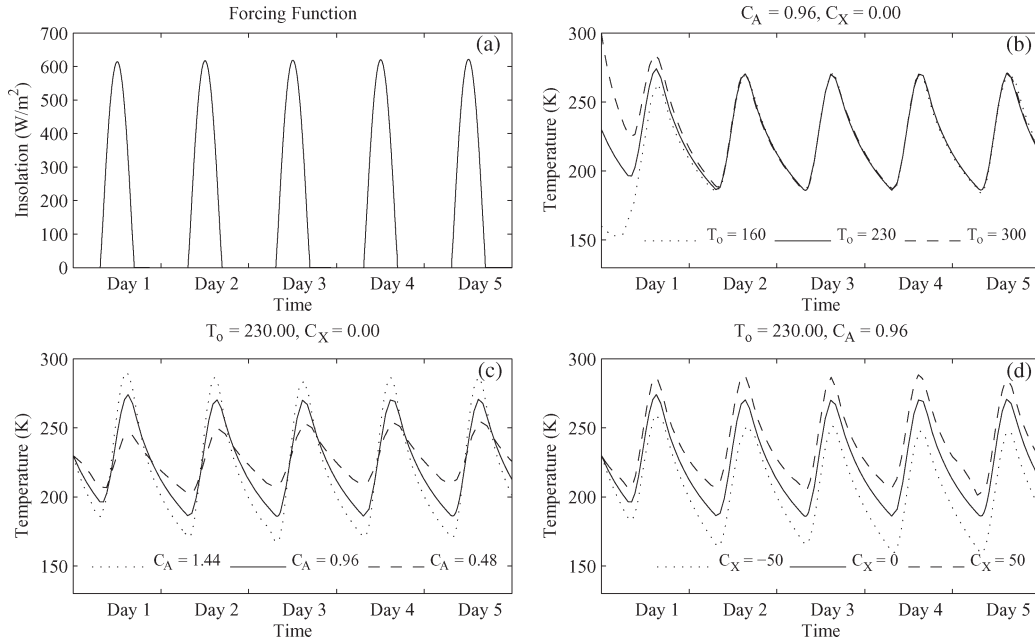 Forcing Function
(a)
700
600
500
400
300
200
100
0
Insolation (W/m²)
Day 1 Day 2 Day 3 Day 4 Day 5
Time
C_A = 0.96, C_X = 0.00
(b)
300
250
200
150
Temperature (K)
T_o = 160 T_o = 230 T_o = 300
Day 1 Day 2 Day 3 Day 4 Day 5
Time
T_o = 230.00, C_X = 0.00
(c)
300
250
200
150
Temperature (K)
C_A = 1.44 C_A = 0.96 C_A = 0.48
Day 1 Day 2 Day 3 Day 4 Day 5
Time
T_o = 230.00, C_A = 0.96
(d)
300
250
200
150
Temperature (K)
C_X = −50 C_X = 0 C_X = 50
Day 1 Day 2 Day 3 Day 4 Day 5
Time